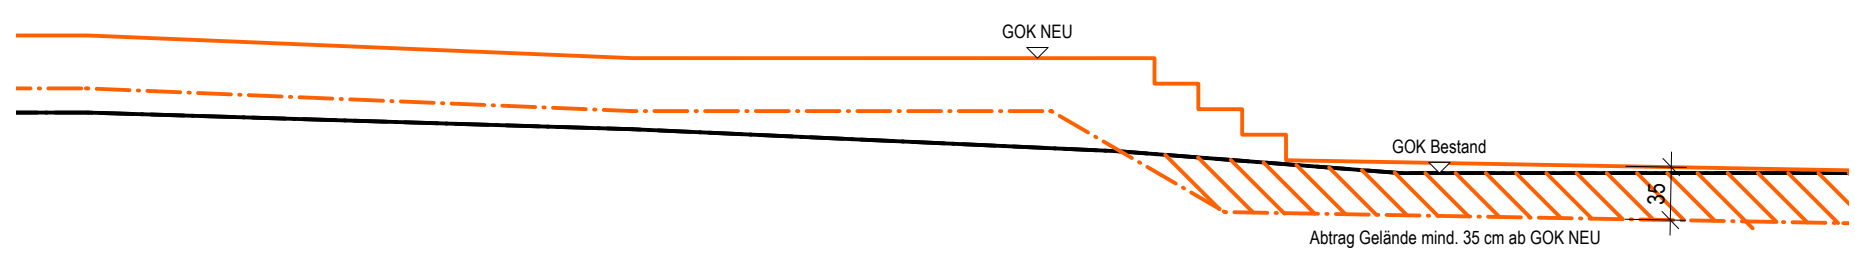 GOK NEU
GOK Bestand
35
Abtrag Gelände mind. 35 cm ab GOK NEU